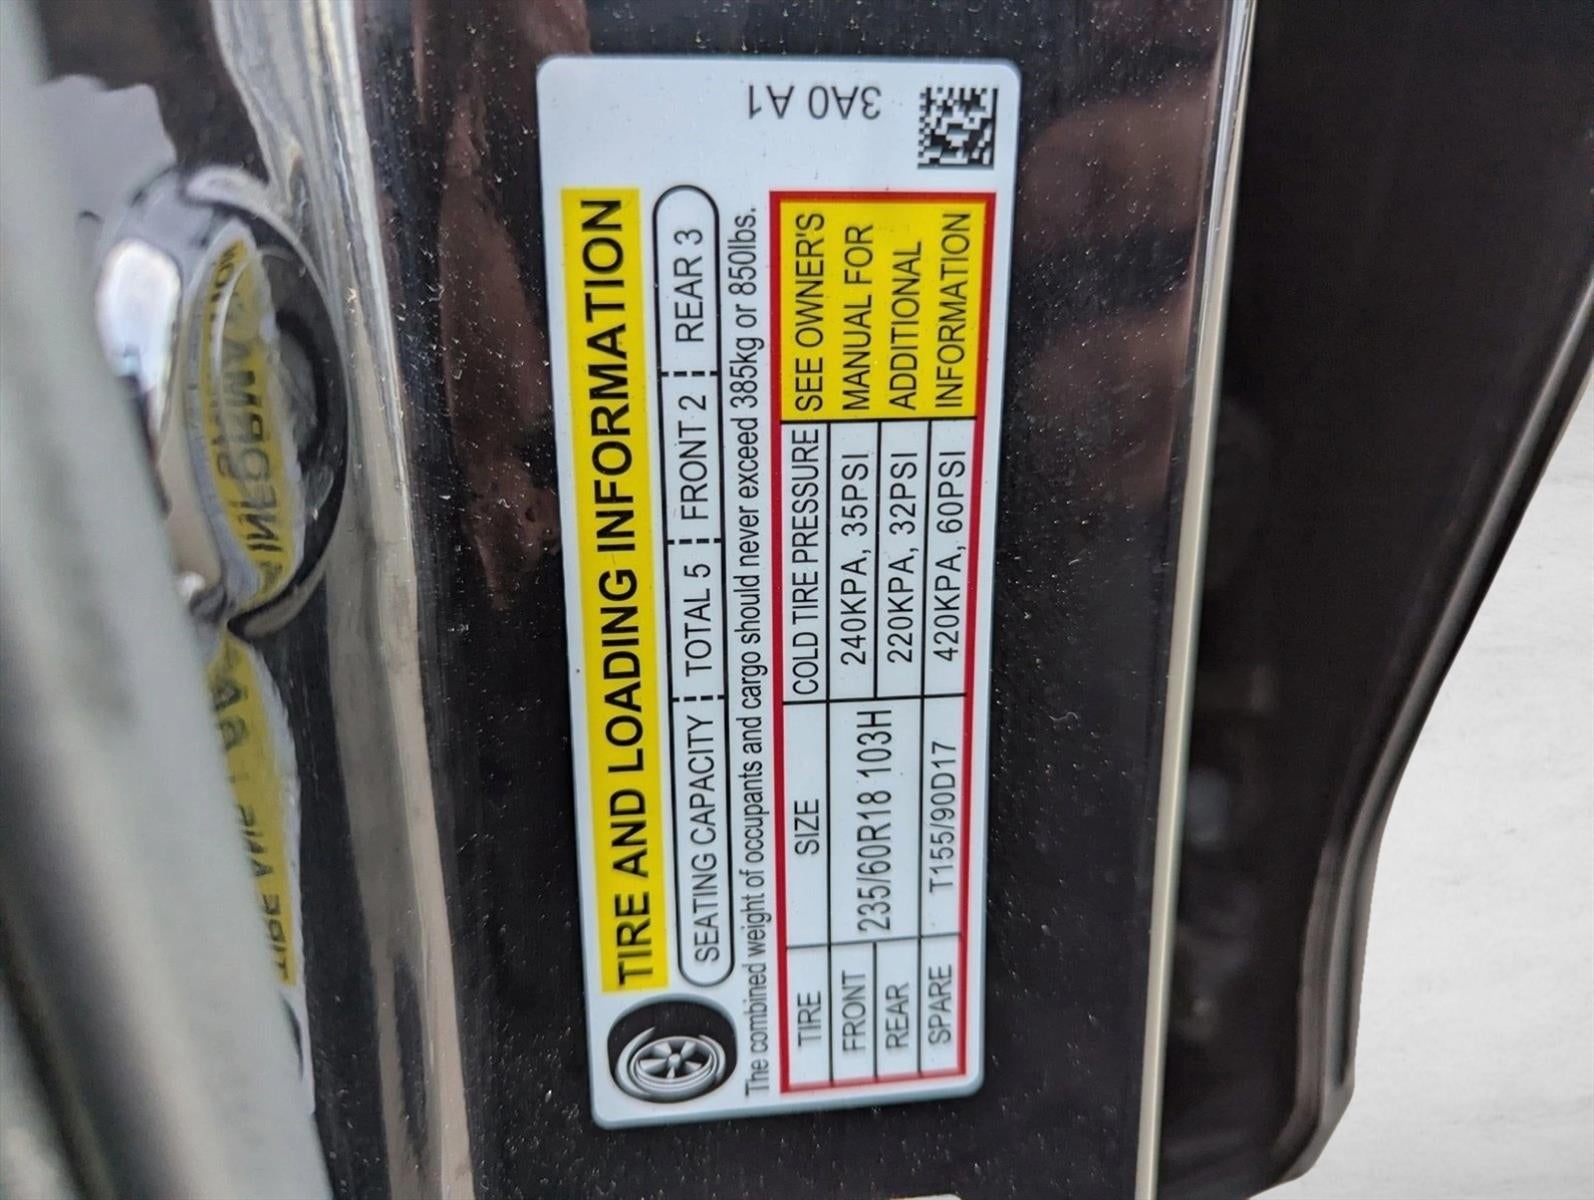 3A0 A1
TIRE AND LOADING INFORMATION
SEATING CAPACITY TOTAL 5 FRONT 2 REAR 3
The combined weight of occupants and cargo should never exceed 385kg or 850lbs.
TIRE SIZE COLD TIRE PRESSURE SEE OWNER'S
FRONT 235/60R18 103H 240KPA, 35PSI MANUAL FOR
REAR 220KPA, 32PSI ADDITIONAL
SPARE T155/90D17 420KPA, 60PSI INFORMATION